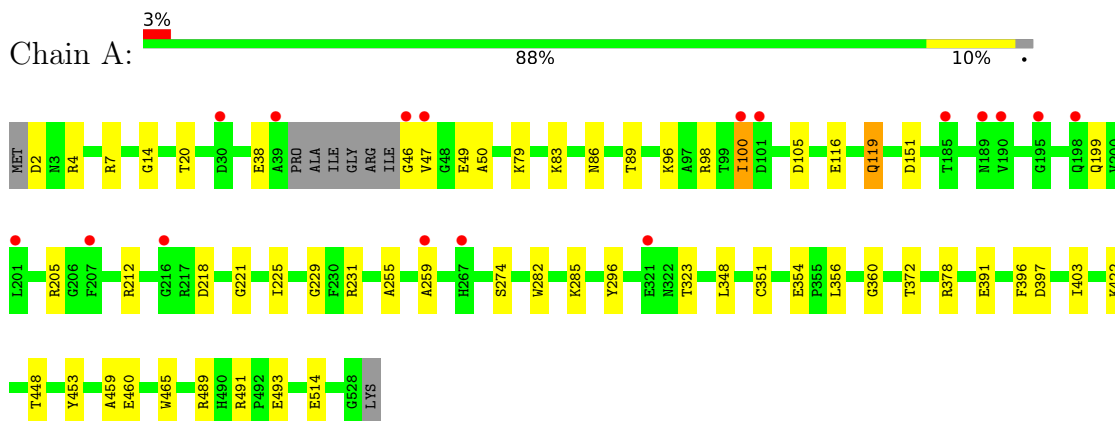 3%
Chain A:
88% 10% •
MET D2 N3 R4 R7 G14 T20 D30 E38 A39 PRO ALA ILE GLY ARG ILE G46 V47 G48 E49 A50 K79 K83 N86 T89 K96 A97 R98 T99 I100 D101 D105 E116 Q119 D151 T185 N189 V190 G195 Q198 Q199 V200
L201 R205 G206 F207 R212 G216 R217 D218 G221 I225 G229 F230 R231 A255 A259 H267 S274 W282 K285 Y296 E321 N322 T323 L348 C351 E354 P355 L356 G360 T372 R378 E391 F396 D397 I403
T448 Y453 A459 E460 W465 R489 H490 R491 P492 E493 E514 G528 LYS